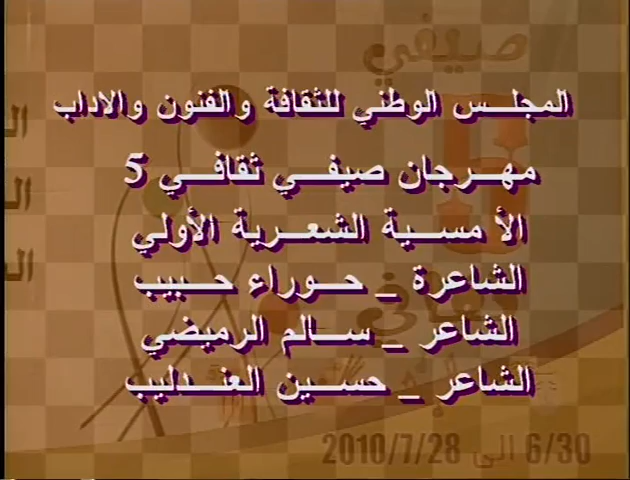 صيفي
المجلس الوطني للثقافة والفنون والاداب
مهرجان صيفي ثقافي 5
الأمسية الشعرية الأولي
الشاعرة _ حوراء حبيب
الشاعر _ سالم الرميضي
الشاعر _ حسين العندليب
6/30 الى 2010/7/28